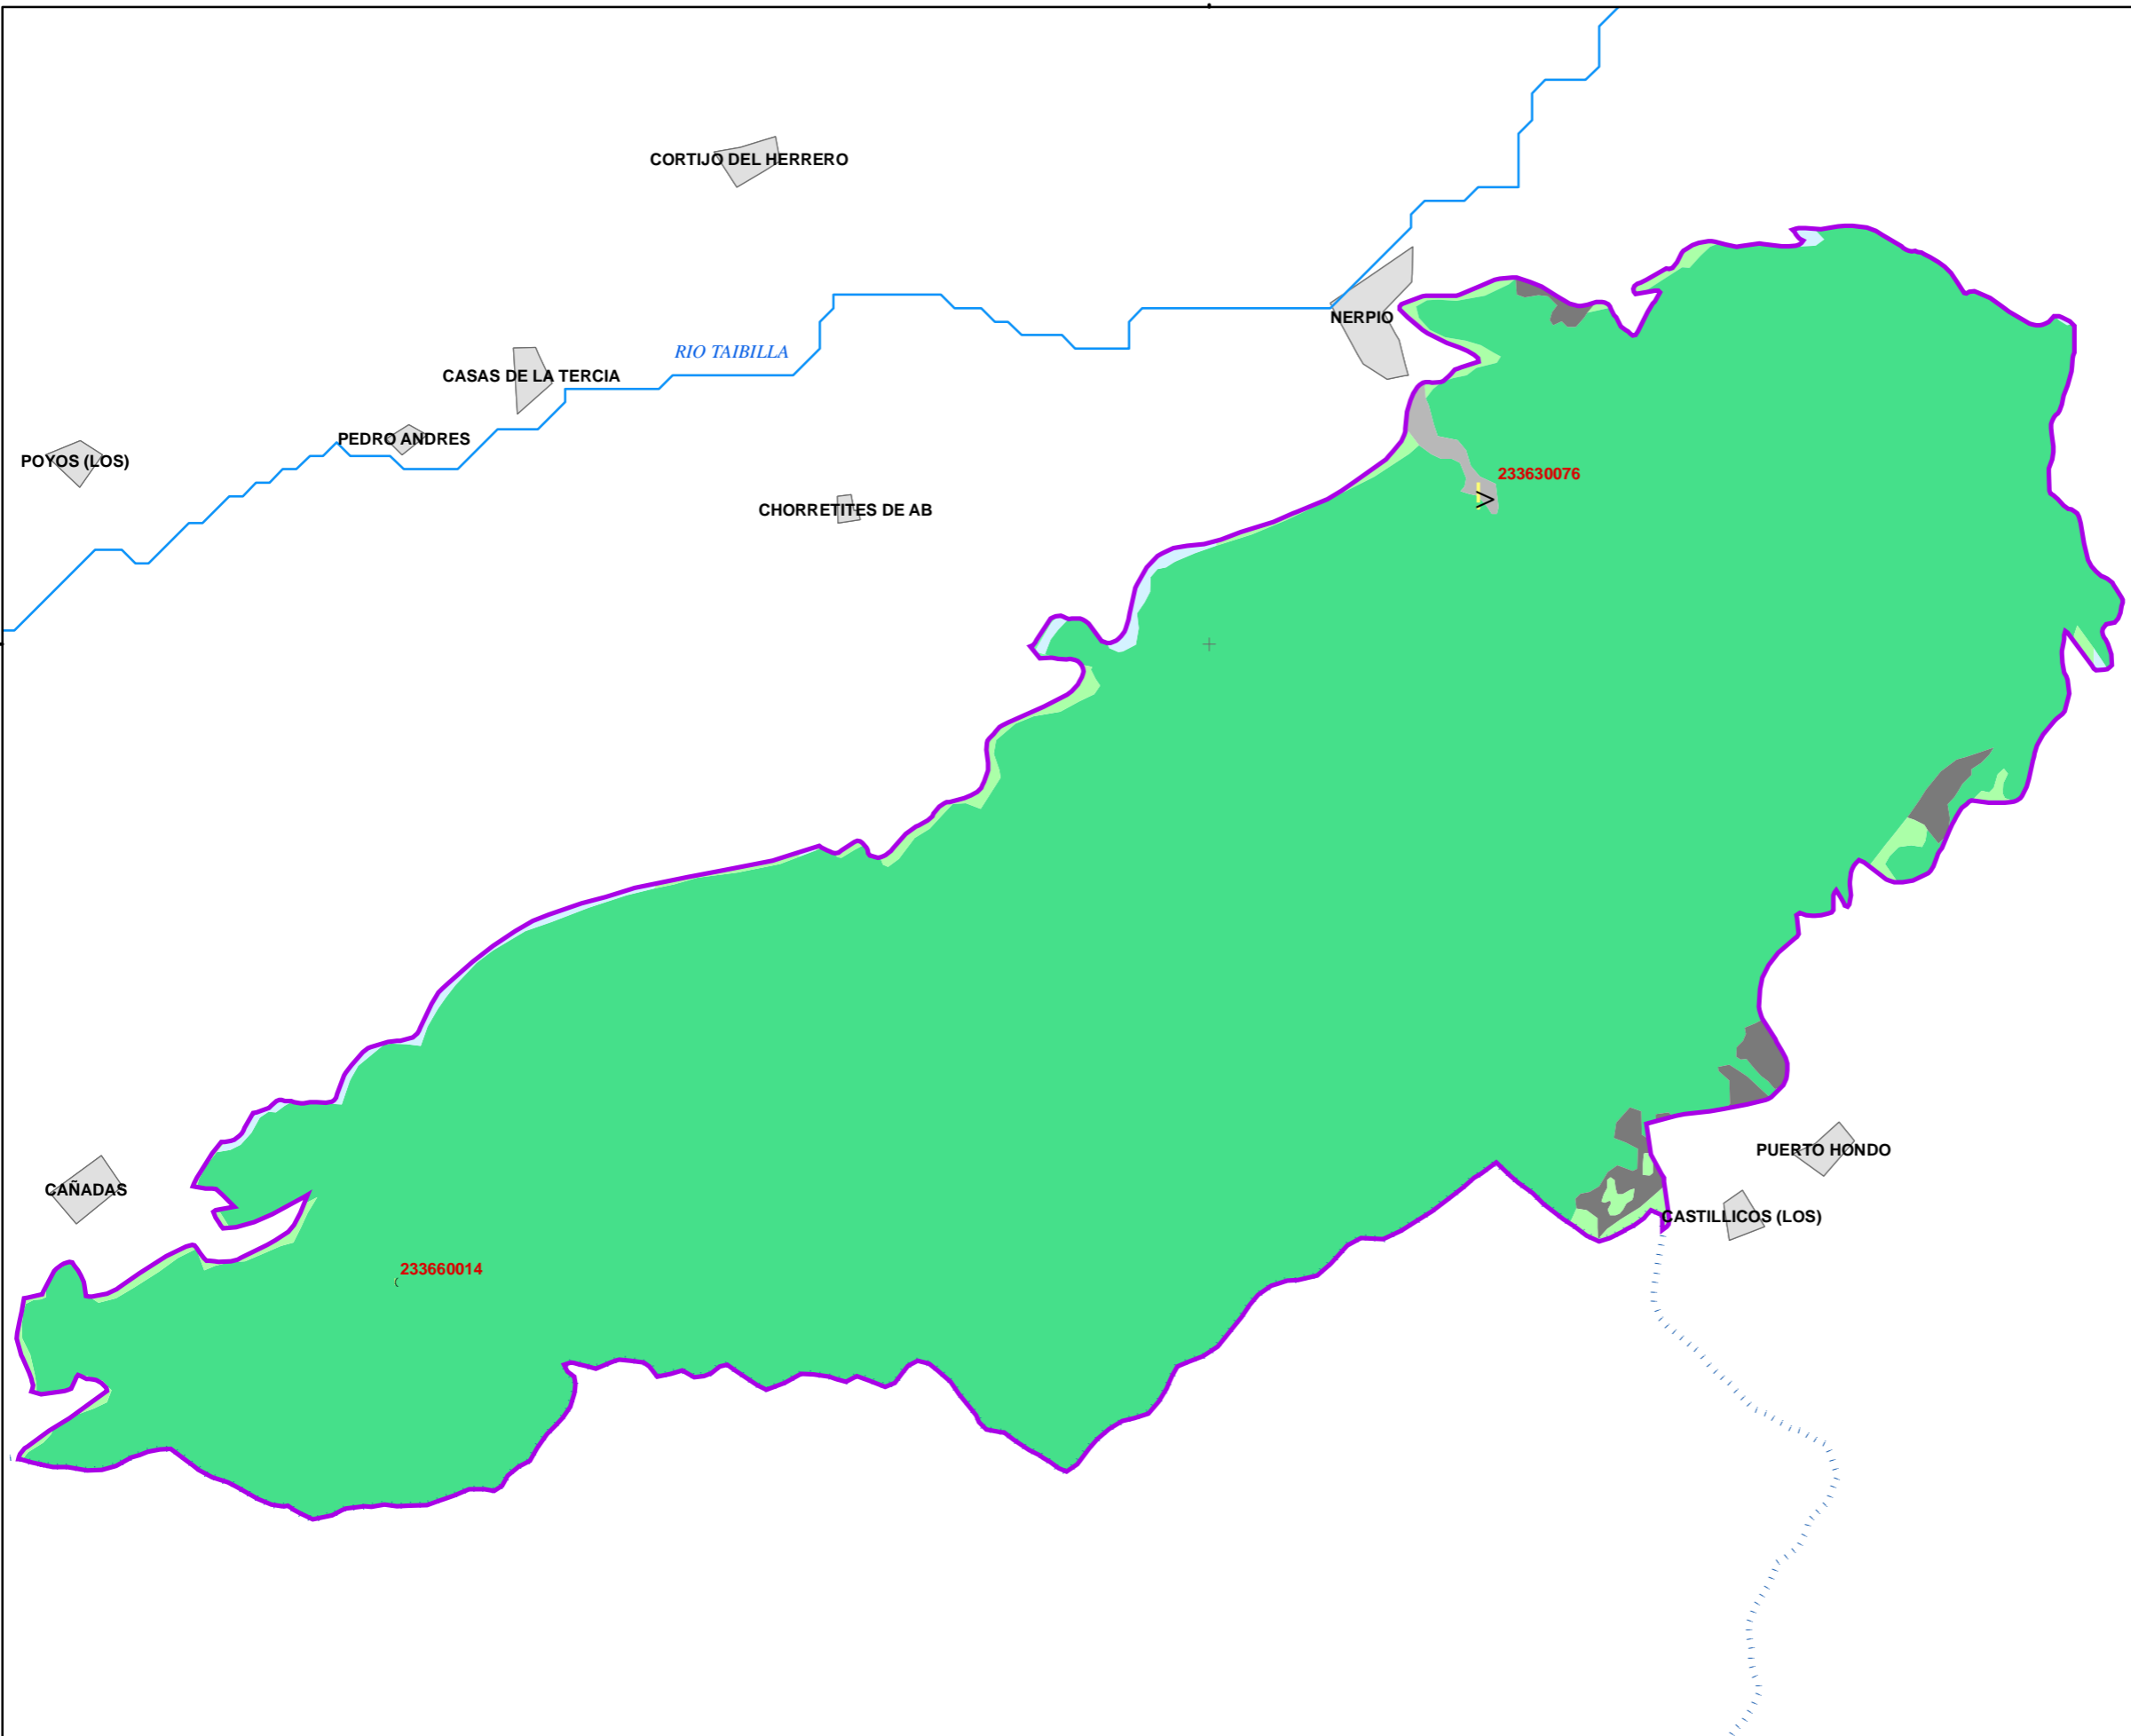 CORTIJO DEL HERRERO
NERPIO
RIO TAIBILLA
CASAS DE LA TERCIA
PEDRO ANDRES
POYOS (LOS)
233630076
CHORRETITES DE AB
PUERTO HONDO
CAÑADAS
CASTILLICOS (LOS)
233660014